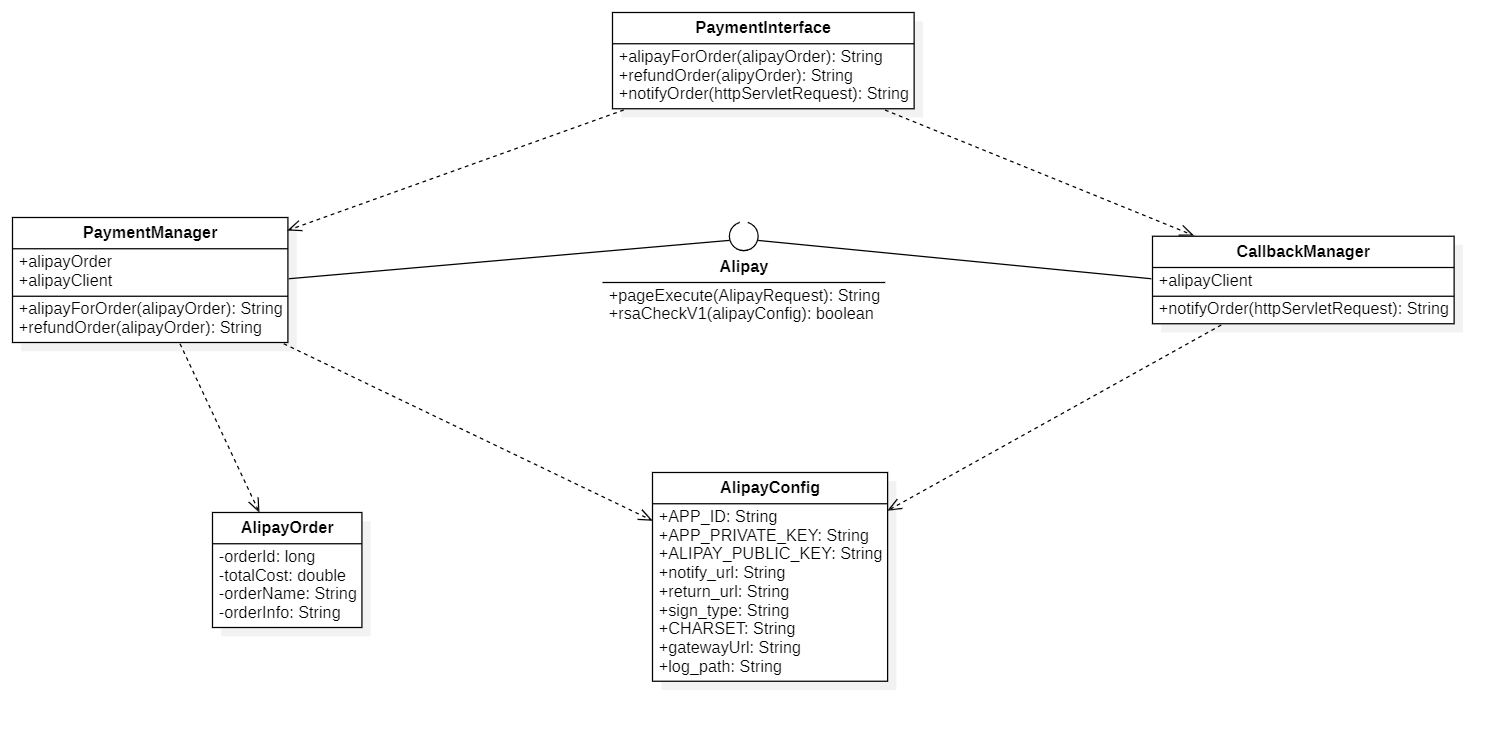 PaymentInterface
+alipayForOrder(alipayOrder): String
+refundOrder(alipyOrder): String
+notifyOrder(httpServletRequest): String
PaymentManager
+alipayOrder
+alipayClient
+alipayForOrder(alipayOrder): String
+refundOrder(alipayOrder): String
Alipay
+pageExecute(AlipayRequest): String
+rsaCheckV1(alipayConfig): boolean
CallbackManager
+alipayClient
+notifyOrder(httpServletRequest): String
AlipayOrder
-orderId: long
-totalCost: double
-orderName: String
-orderInfo: String
AlipayConfig
+APP_ID: String
+APP_PRIVATE_KEY: String
+ALIPAY_PUBLIC_KEY: String
+notify_url: String
+return_url: String
+sign_type: String
+CHARSET: String
+gatewayUrl: String
+log_path: String